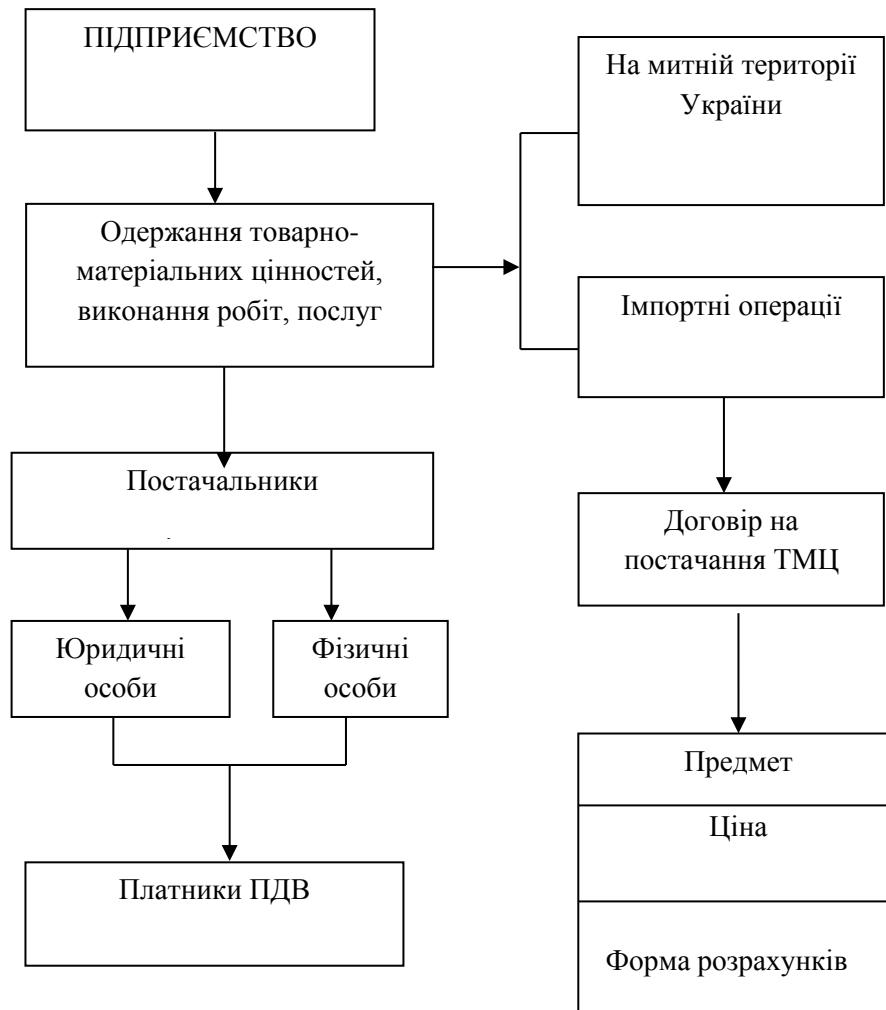 ПІДПРИЄМСТВО
На митній території
України
Одержання товарно-
матеріальних цінностей,
виконання робіт, послуг
Імпортні операції
Постачальники
Договір на
постачання ТМЦ
Юридичні
особи
Фізичні
особи
Предмет
Ціна
Платники ПДВ
Форма розрахунків